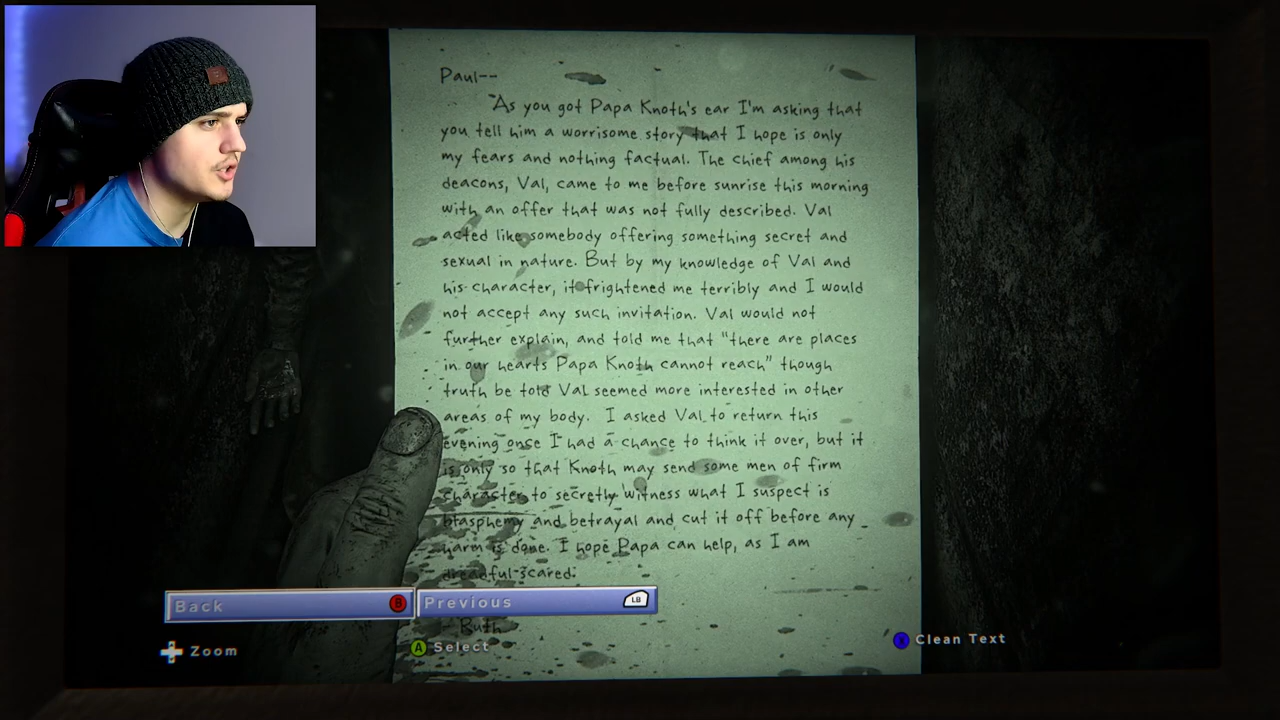 Paul--
As you got Papa Knoth's ear I'm asking that
you tell him a worrisome story that I hope is only
my fears and nothing factual. The chief among his
deacons, Val, came to me before sunrise this morning
with an offer that was not fully described. Val
acted like somebody offering something secret and
sexual in nature. But by my knowledge of Val and
his character, it frightened me terribly and I would
not accept any such invitation. Val would not
further explain, and told me that "there are places
in our hearts Papa Knoth cannot reach" though
truth be told Val seemed more interested in other
areas of my body. I asked Val to return this
evening once I had a chance to think it over, but it
is only so that Knoth may send some men of firm
character to secretly witness what I suspect is
blasphemy and betrayal and cut it off before any
harm is done. I hope Papa can help, as I am
dreadful scared.
Back B
Previous LB
Ruth
Zoom
A Select
Clean Text